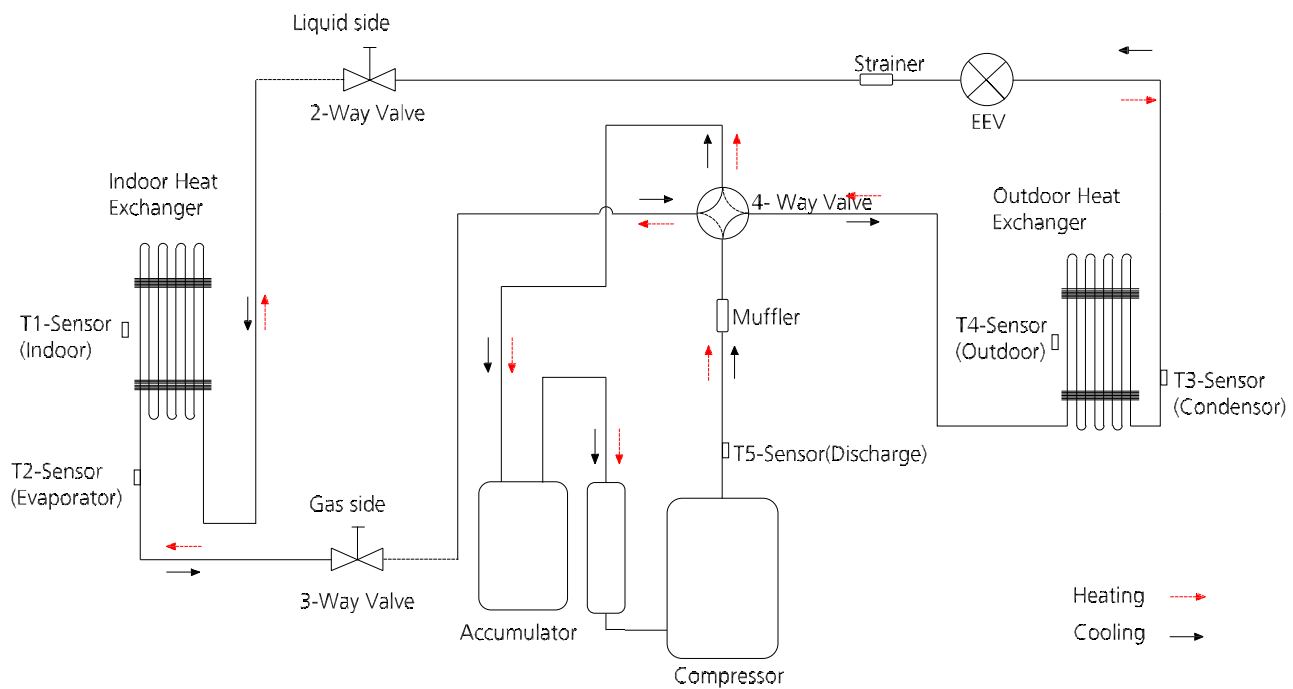 Liquid side
2-Way Valve
Strainer
EEV
Indoor Heat
Exchanger
4- Way Valve
Outdoor Heat
Exchanger
T1-Sensor
(Indoor)
Muffler
T4-Sensor
(Outdoor)
T3-Sensor
(Condensor)
T2-Sensor
(Evaporator)
T5-Sensor(Discharge)
Gas side
3-Way Valve
Accumulator
Compressor
Heating
Cooling